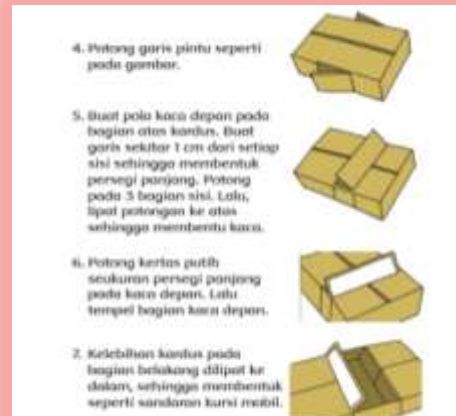 4. Potong garis pintu seperti
pada gambar.
5. Buat pola kaca depan pada
bagian atas kardus. Buat
garis sekitar 1 cm dari setiap
sisi sehingga membentuk
persegi panjang. Potong
pada 3 bagian sisi. Lalu,
lipat potongan ke atas
sehingga membentu kaca.
6. Potong kertas putih
seukuran persegi panjang
pada kaca depan. Lalu
tempel bagian kaca depan.
7. Kelebihan kardus pada
bagian belakang dilipat ke
dalam, sehingga membentuk
seperti sandaran kursi mobil.